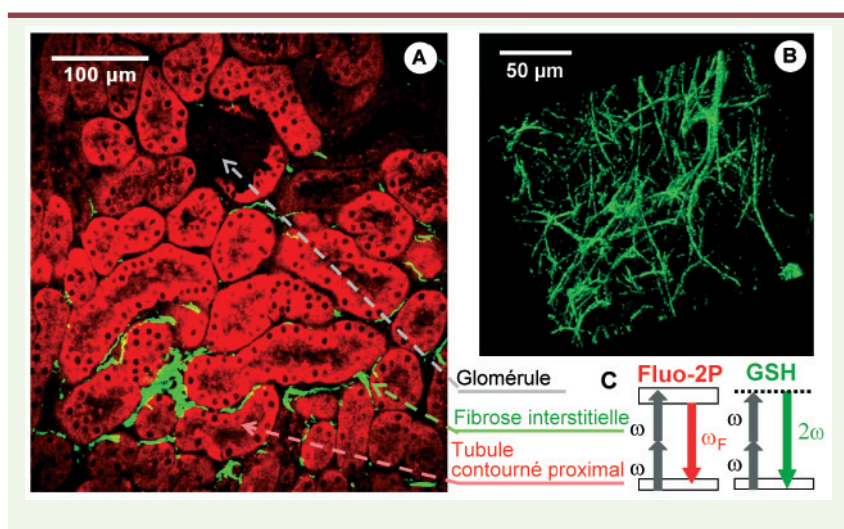 100 µm
A
50 µm
B
Glomérule
Fibrose interstitielle
Tubule
contourné proximal
C
Fluo-2P
GSH
ω
ω
ωF
ω
ω
2ω